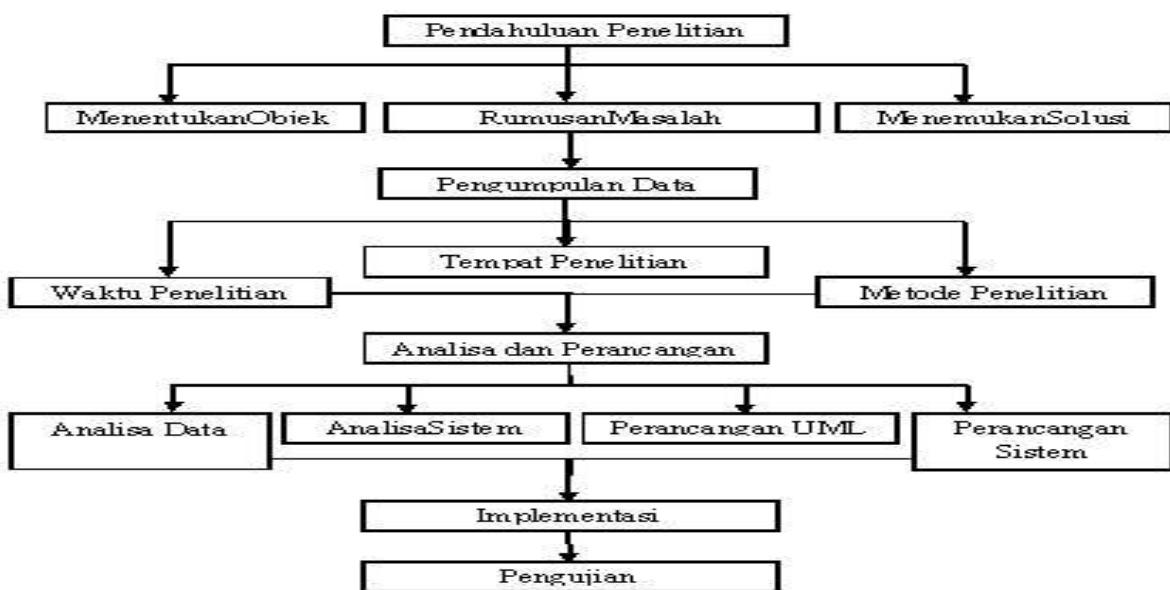 Pendahuluan Penelitian
MenentukanObiek
RumusanMasalah
MenemukanSolusi
Pengumpulan Data
Tempat Penelitian
Waktu Penelitian
Metode Penelitian
Analisa dan Perancangan
Analisa Data
AnalisaSistem
Perancangan UML
Perancangan
Sistem
Implementasi
Pengujian